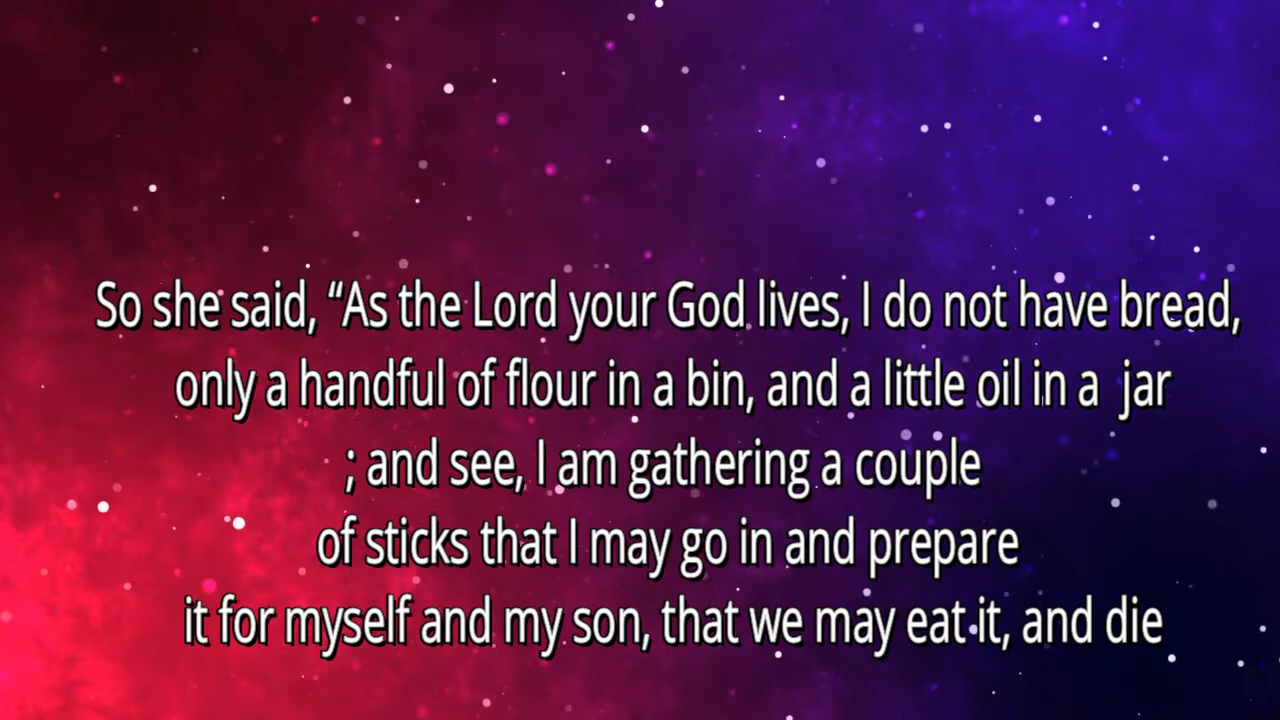 So she said, “As the Lord your God lives, I do not have bread,
only a handful of flour in a bin, and a little oil in a  jar
; and see, I am gathering a couple
of sticks that I may go in and prepare
it for myself and my son, that we may eat it, and die